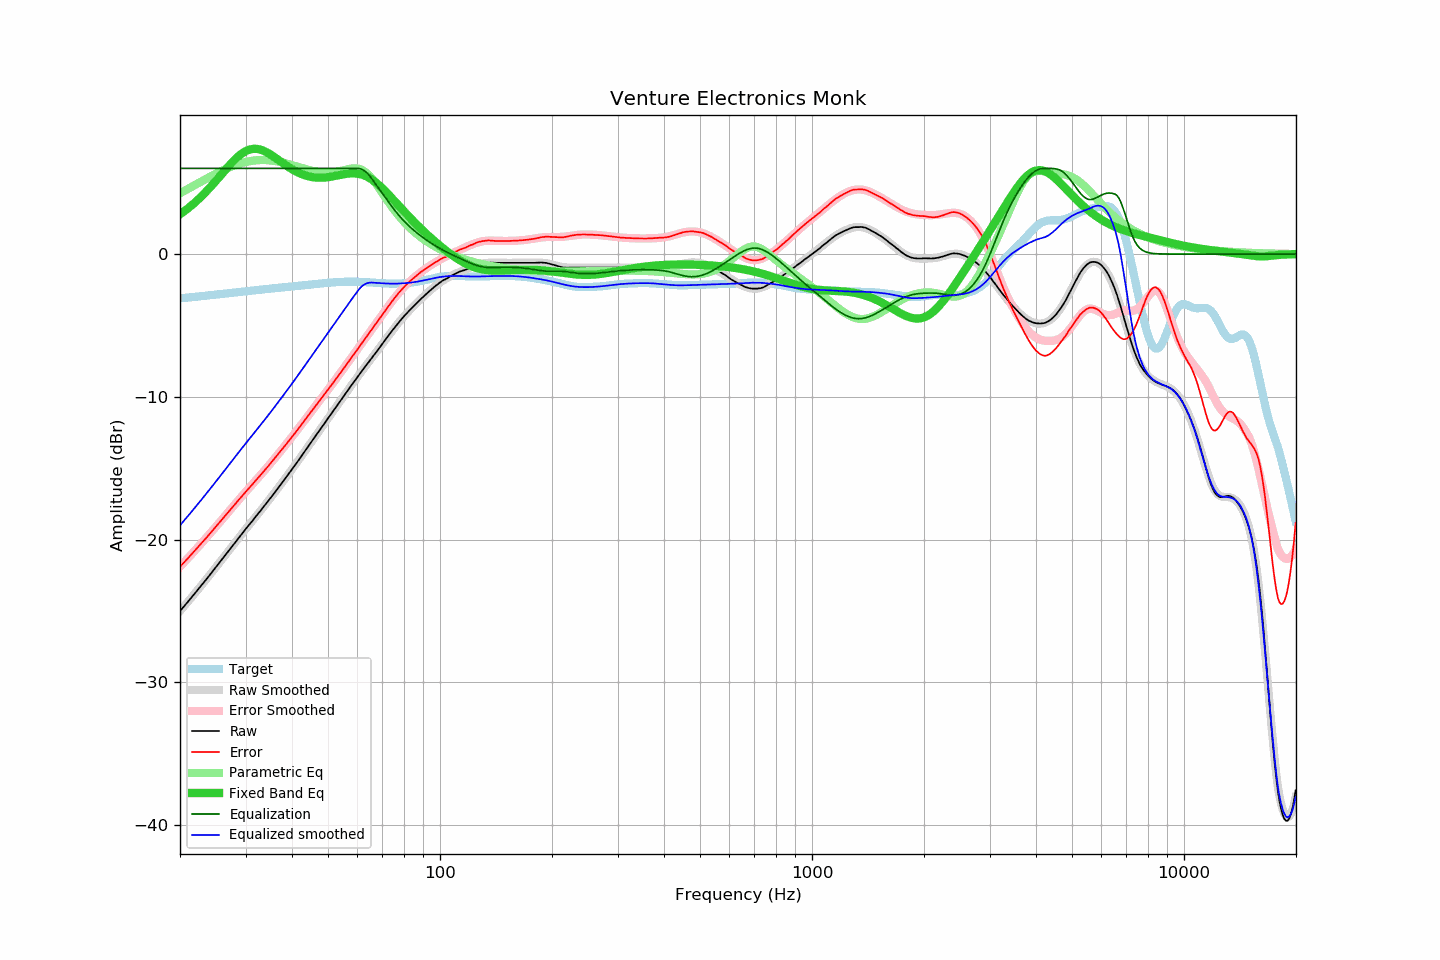 Venture Electronics Monk
Amplitude (dBr)
0
−10
−20
−30
−40
Target
Raw Smoothed
Error Smoothed
Raw
Error
Parametric Eq
Fixed Band Eq
Equalization
Equalized smoothed
100
1000
10000
Frequency (Hz)